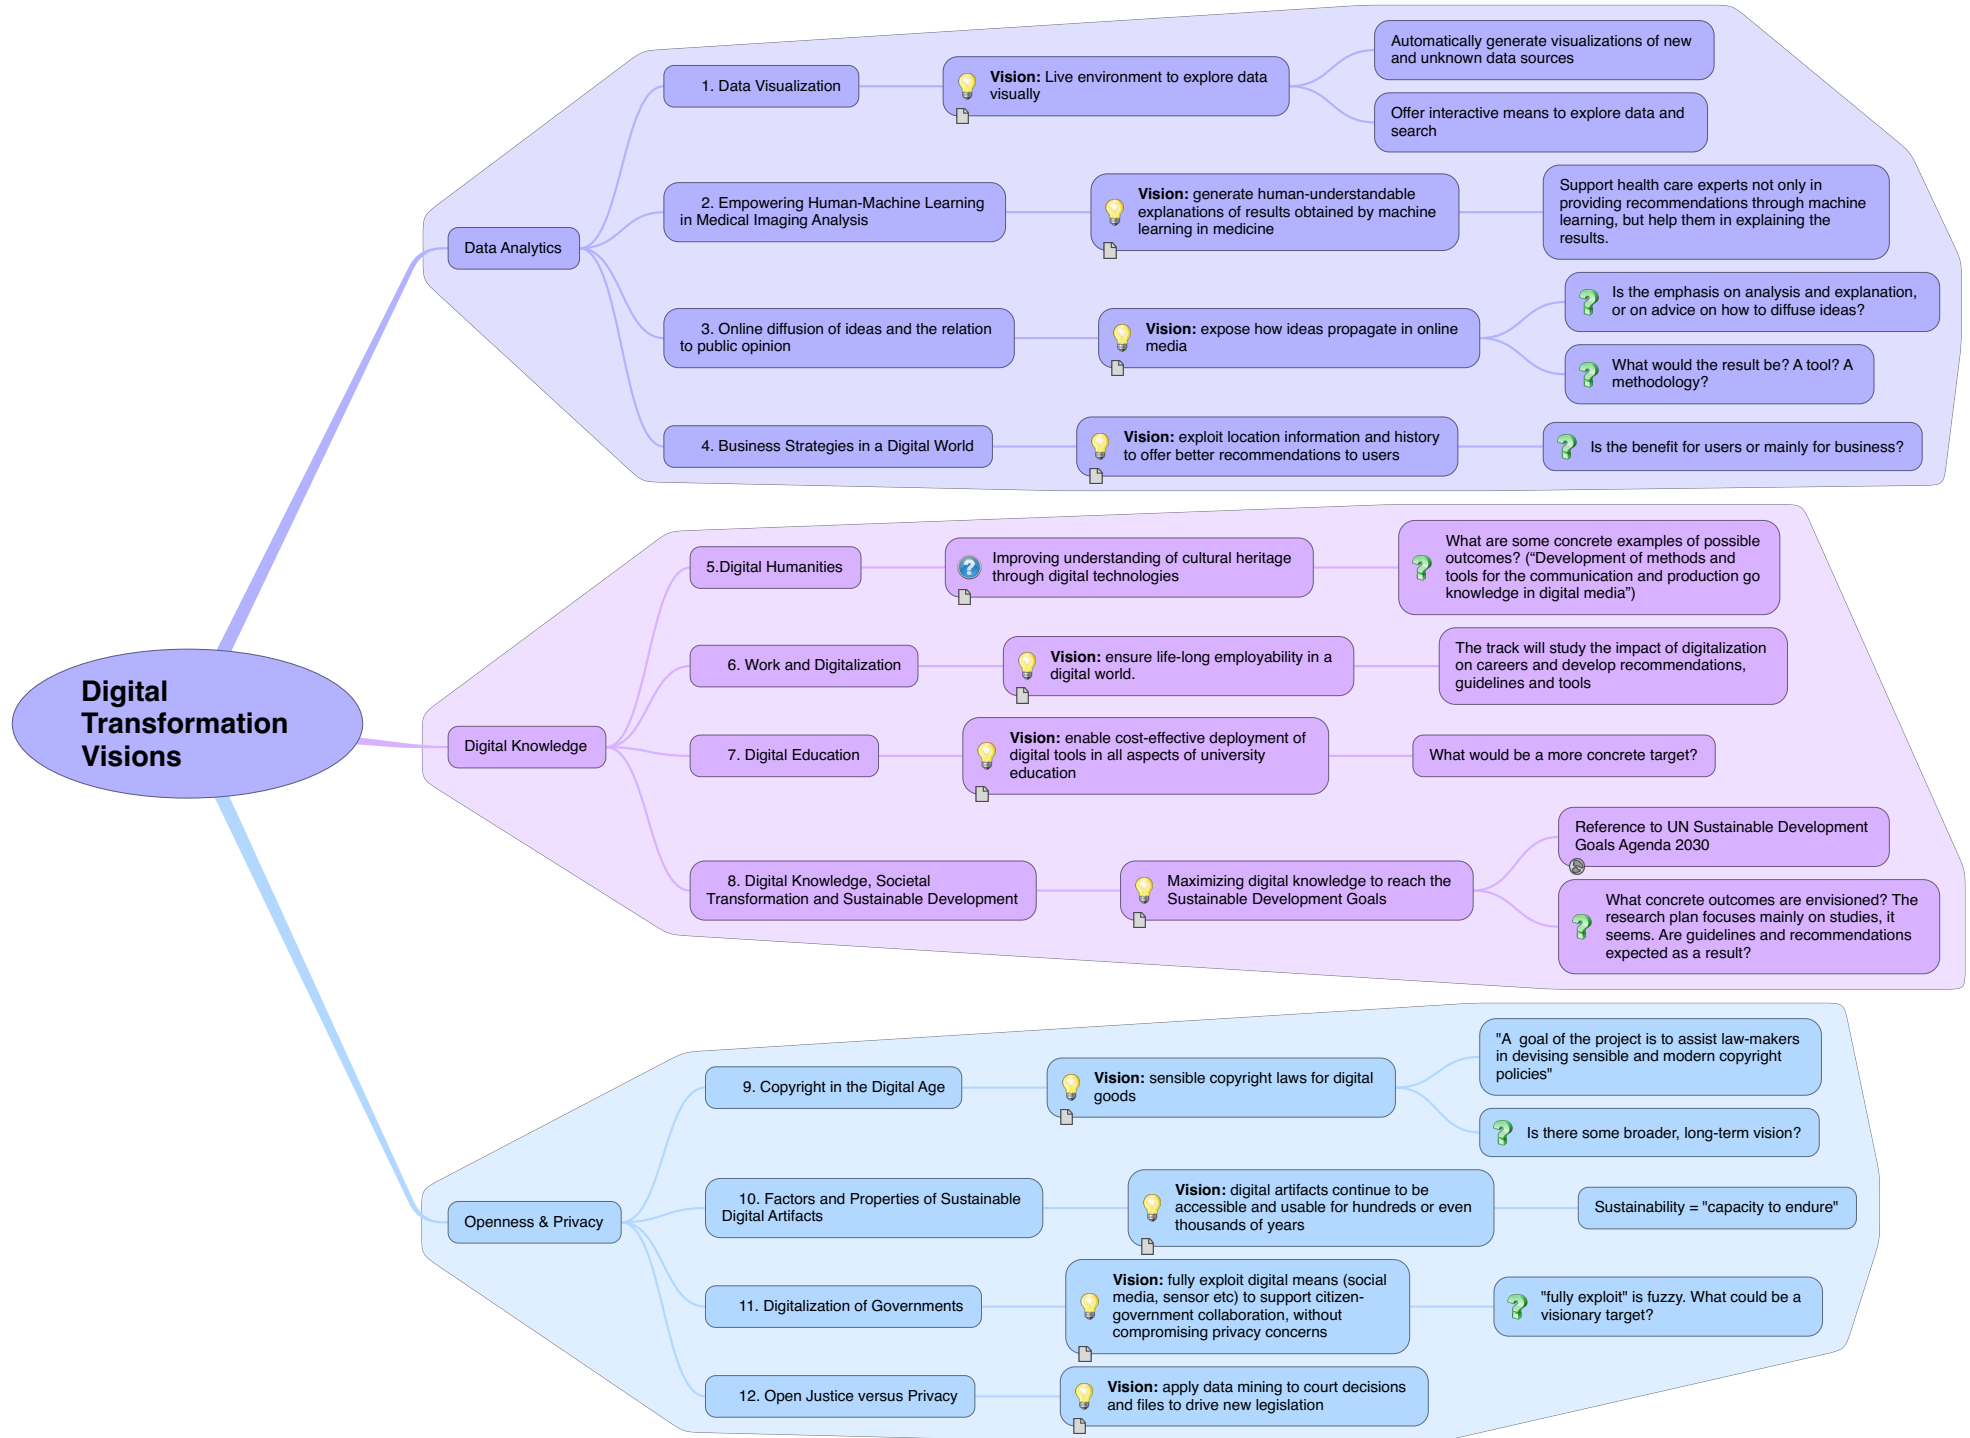 Digital
Transformation
Visions
Data Analytics
1. Data Visualization
Vision: Live environment to explore data
visually
Automatically generate visualizations of new
and unknown data sources
Offer interactive means to explore data and
search
2. Empowering Human-Machine Learning
in Medical Imaging Analysis
Vision: generate human-understandable
explanations of results obtained by machine
learning in medicine
Support health care experts not only in
providing recommendations through machine
learning, but help them in explaining the
results.
3. Online diffusion of ideas and the relation
to public opinion
Vision: expose how ideas propagate in online
media
Is the emphasis on analysis and explanation,
or on advice on how to diffuse ideas?
What would the result be? A tool? A
methodology?
4. Business Strategies in a Digital World
Vision: exploit location information and history
to offer better recommendations to users
Is the benefit for users or mainly for business?
Digital Knowledge
5.Digital Humanities
Improving understanding of cultural heritage
through digital technologies
What are some concrete examples of possible
outcomes? (“Development of methods and
tools for the communication and production go
knowledge in digital media”)
6. Work and Digitalization
Vision: ensure life-long employability in a
digital world.
The track will study the impact of digitalization
on careers and develop recommendations,
guidelines and tools
7. Digital Education
Vision: enable cost-effective deployment of
digital tools in all aspects of university
education
What would be a more concrete target?
8. Digital Knowledge, Societal
Transformation and Sustainable Development
Maximizing digital knowledge to reach the
Sustainable Development Goals
Reference to UN Sustainable Development
Goals Agenda 2030
What concrete outcomes are envisioned? The
research plan focuses mainly on studies, it
seems. Are guidelines and recommendations
expected as a result?
Openness & Privacy
9. Copyright in the Digital Age
Vision: sensible copyright laws for digital
goods
"A  goal of the project is to assist law-makers
in devising sensible and modern copyright
policies"
Is there some broader, long-term vision?
10. Factors and Properties of Sustainable
Digital Artifacts
Vision: digital artifacts continue to be
accessible and usable for hundreds or even
thousands of years
Sustainability = "capacity to endure"
11. Digitalization of Governments
Vision: fully exploit digital means (social
media, sensor etc) to support citizen-
government collaboration, without
compromising privacy concerns
"fully exploit" is fuzzy. What could be a
visionary target?
12. Open Justice versus Privacy
Vision: apply data mining to court decisions
and files to drive new legislation